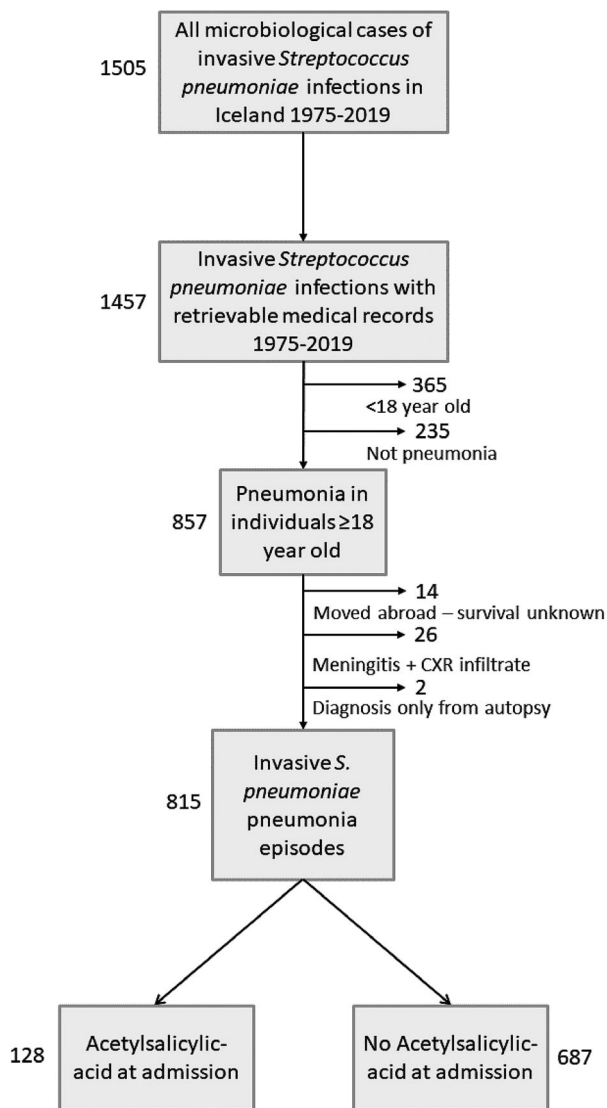 1505
All microbiological cases of
invasive Streptococcus
pneumoniae infections in
Iceland 1975-2019
1457
Invasive Streptococcus
pneumoniae infections with
retrievable medical records
1975-2019
365
<18 year old
235
Not pneumonia
857
Pneumonia in
individuals ≥18
year old
14
Moved abroad – survival unknown
26
Meningitis + CXR infiltrate
2
Diagnosis only from autopsy
815
Invasive S.
pneumoniae
pneumonia
episodes
128
Acetylsalicylic-
acid at admission
No Acetylsalicylic-
acid at admission
687